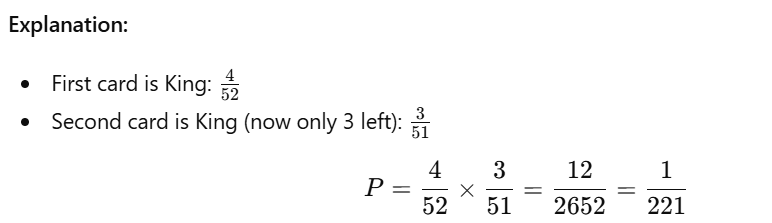 Explanation:
• First card is King: 4/52
• Second card is King (now only 3 left): 3/51
P = 4/52 × 3/51 = 12/2652 = 1/221